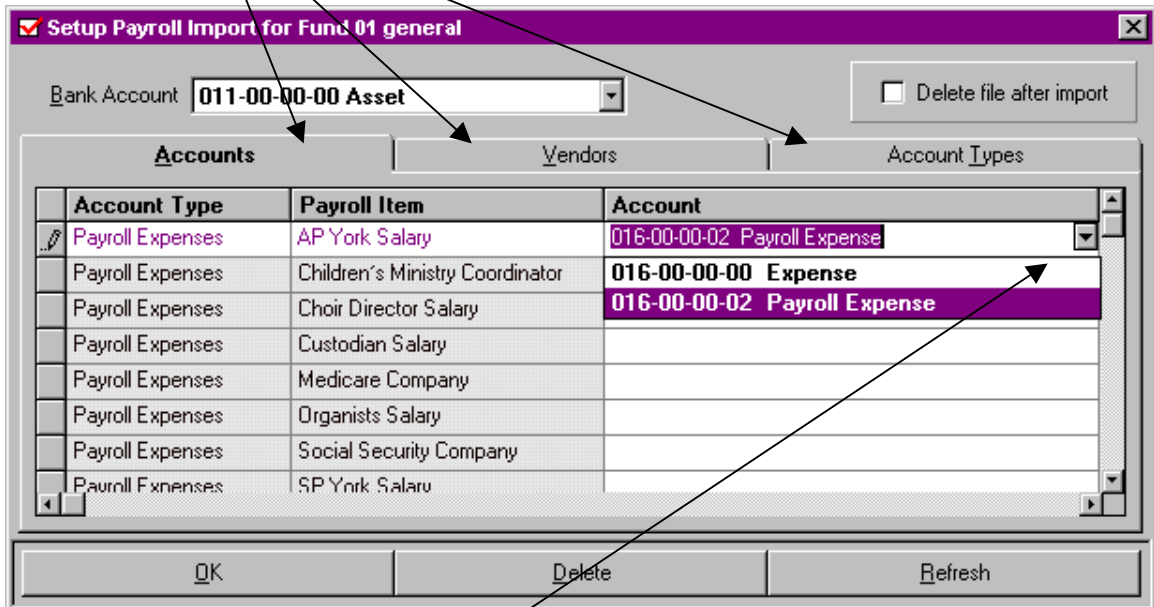 Setup Payroll Import for Fund 01 general
Bank Account 011-00-00-00 Asset Delete file after import
Accounts Vendors Account Types
Account Type Payroll Item Account
Payroll Expenses AP York Salary 016-00-00-02 Payroll Expense
Payroll Expenses Children's Ministry Coordinator 016-00-00-00 Expense
Payroll Expenses Choir Director Salary 016-00-00-02 Payroll Expense
Payroll Expenses Custodian Salary
Payroll Expenses Medicare Company
Payroll Expenses Organists Salary
Payroll Expenses Social Security Company
Payroll Expenses SP York Salary
OK Delete Refresh